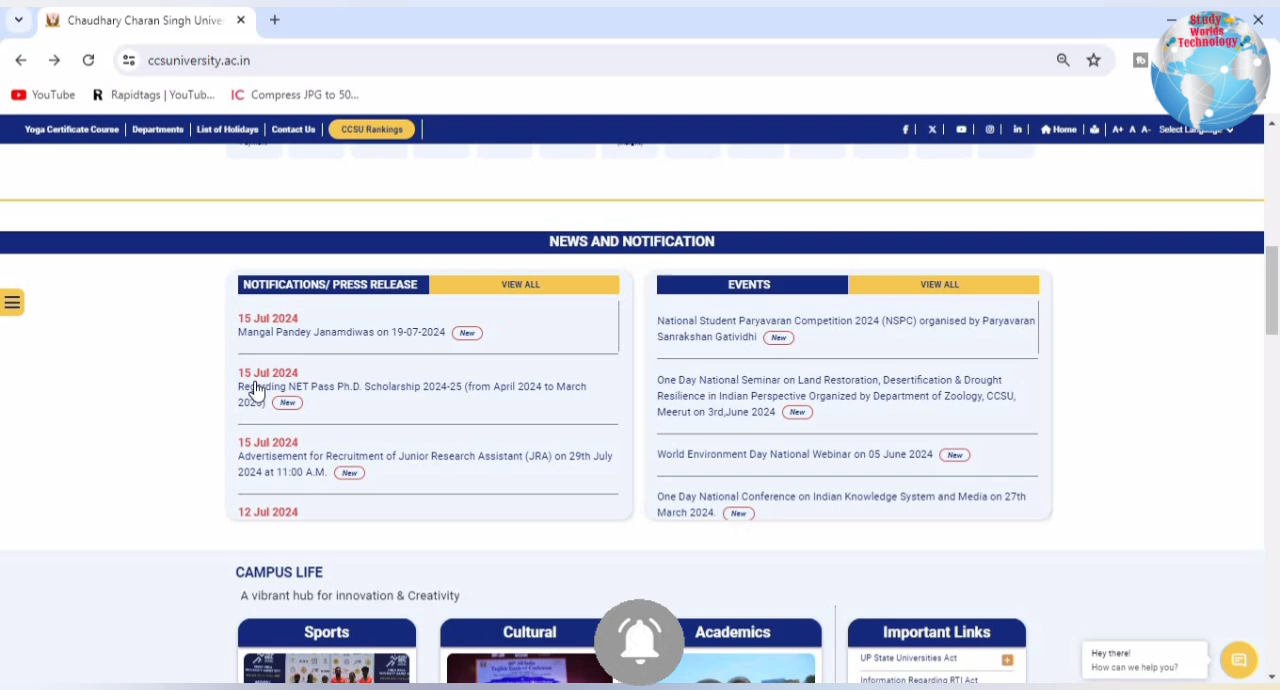 Chaudhary Charan Singh Unive
Study
Worlds
Technology
ccsuniversity.ac.in
YouTube
Rapidtags | YouTub...
IC Compress JPG to 50...
Yoga Certificate Course | Departments | List of Holidays | Contact Us | CCSU Rankings
Home | A+ A A- Select Language
NEWS AND NOTIFICATION
NOTIFICATIONS/ PRESS RELEASE
VIEW ALL
15 Jul 2024
Mangal Pandey Janamdiwas on 19-07-2024 New
15 Jul 2024
Regarding NET Pass Ph.D. Scholarship 2024-25 (from April 2024 to March
2025) New
15 Jul 2024
Advertisement for Recruitment of Junior Research Assistant (JRA) on 29th July
2024 at 11:00 A.M. New
12 Jul 2024
EVENTS
VIEW ALL
National Student Paryavaran Competition 2024 (NSPC) organised by Paryavaran
Sanrakshan Gatividhi New
One Day National Seminar on Land Restoration, Desertification & Drought
Resilience in Indian Perspective Organized by Department of Zoology, CCSU,
Meerut on 3rd,June 2024 New
World Environment Day National Webinar on 05 June 2024 New
One Day National Conference on Indian Knowledge System and Media on 27th
March 2024. New
CAMPUS LIFE
A vibrant hub for innovation & Creativity
Sports
Cultural
Academics
Important Links
UP State Universities Act
Information Regarding RTI Act
Hey there!
How can we help you?